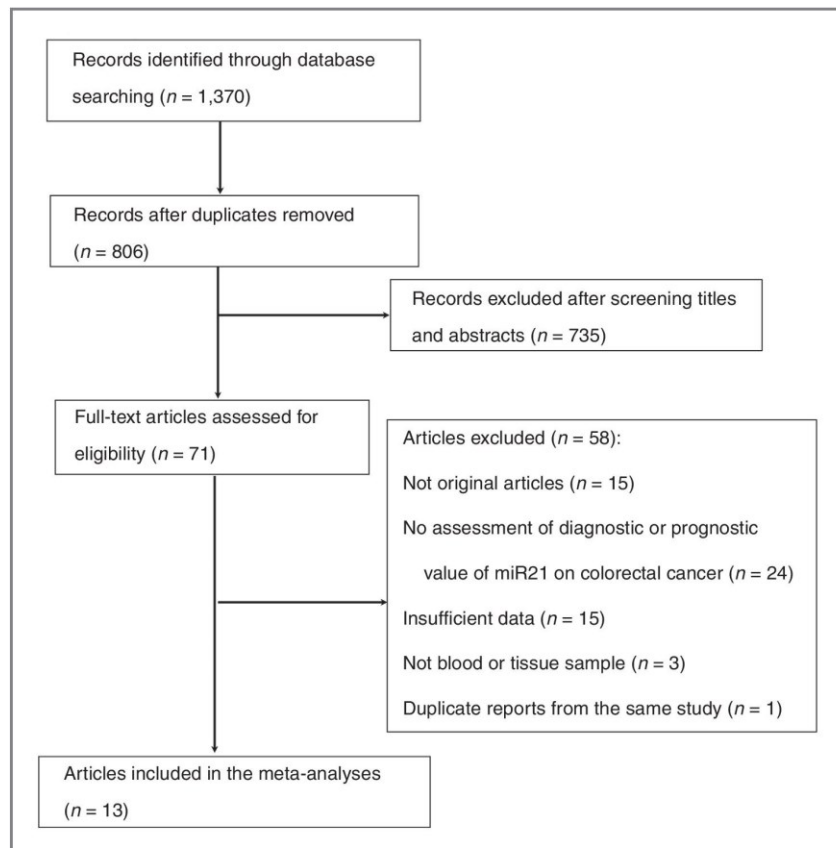 Records identified through database
searching (n = 1,370)
Records after duplicates removed
(n = 806)
Records excluded after screening titles
and abstracts (n = 735)
Full-text articles assessed for
eligibility (n = 71)
Articles excluded (n = 58):
Not original articles (n = 15)
No assessment of diagnostic or prognostic
value of miR21 on colorectal cancer (n = 24)
Insufficient data (n = 15)
Not blood or tissue sample (n = 3)
Duplicate reports from the same study (n = 1)
Articles included in the meta-analyses
(n = 13)